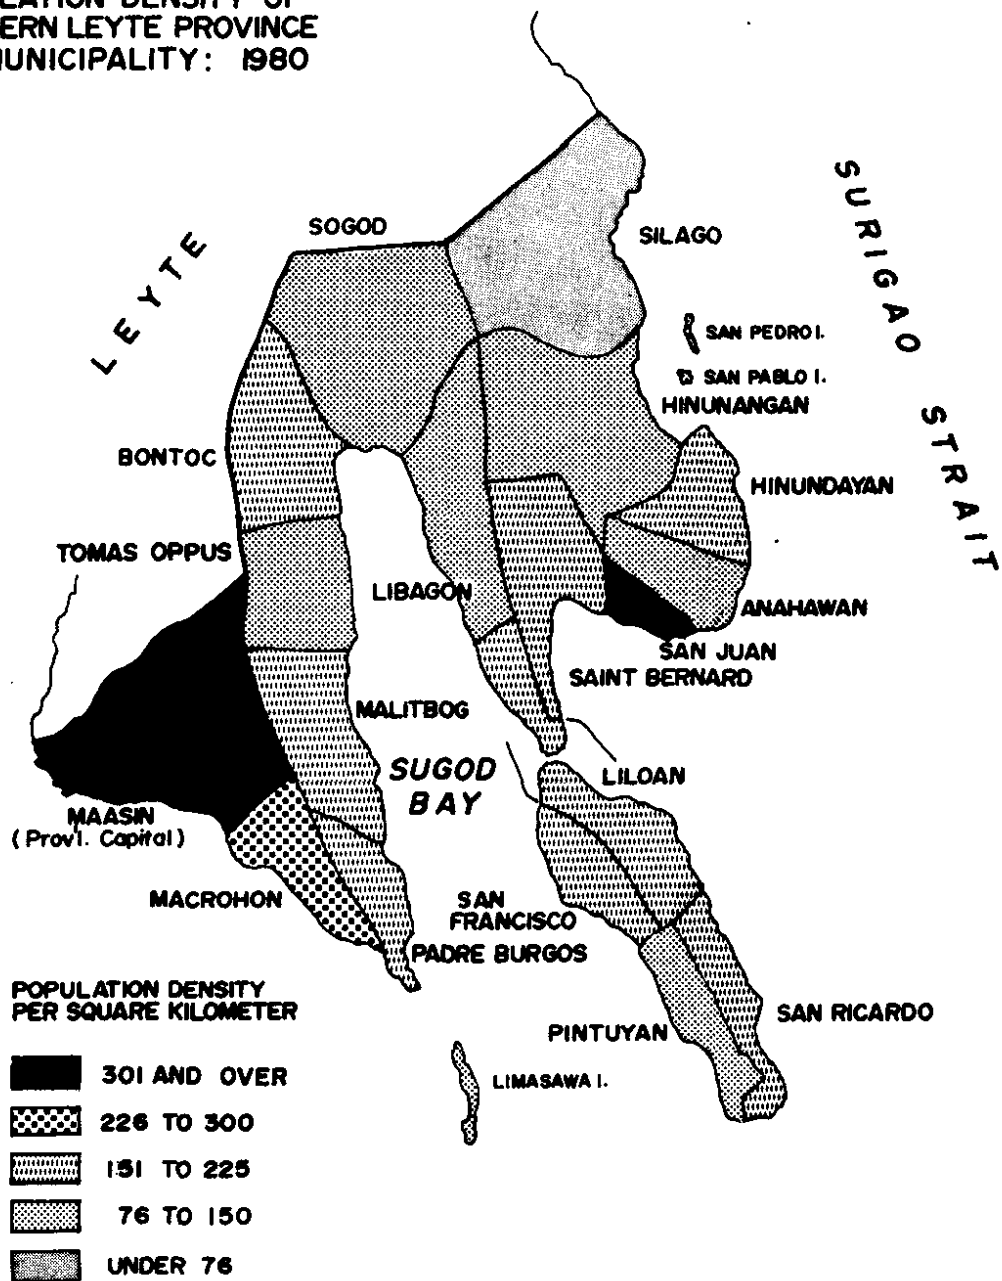 ERN LEYTE PROVINCE
UNICIPALITY: 1980
SOGOD
SILAGO
LEYTE
SURIGAO STRAIT
SAN PEDRO I.
SAN PABLO I.
HINUNANGAN
BONTOC
HINUNDAYAN
TOMAS OPPUS
LIBAGON
ANAHAWAN
SAN JUAN
SAINT BERNARD
MALITBOG
SUGOD
BAY
LILOAN
MAASIN
(Prov'l. Capital)
MACROHON
SAN
FRANCISCO
PADRE BURGOS
SAN RICARDO
PINTUYAN
LIMASAWA I.
POPULATION DENSITY
PER SQUARE KILOMETER
301 AND OVER
226 TO 300
151 TO 225
76 TO 150
UNDER 76